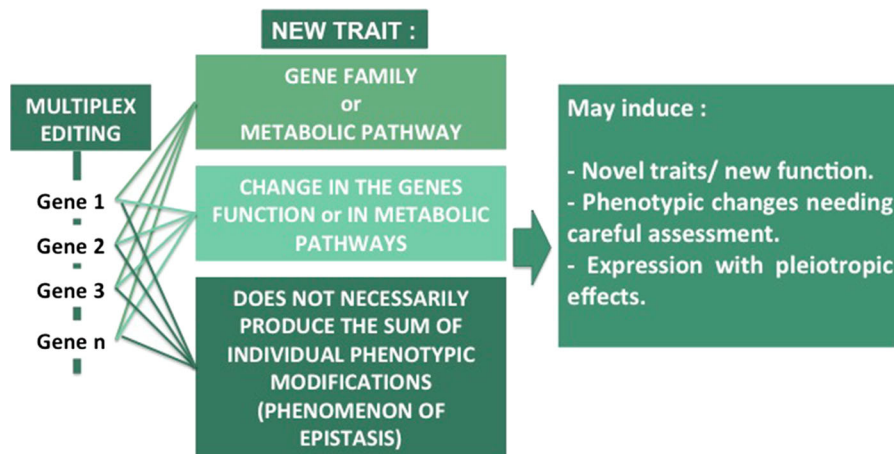 NEW TRAIT :
MULTIPLEX
EDITING
Gene 1
Gene 2
Gene 3
Gene n
GENE FAMILY
or
METABOLIC PATHWAY
CHANGE IN THE GENES
FUNCTION or IN METABOLIC
PATHWAYS
DOES NOT NECESSARILY
PRODUCE THE SUM OF
INDIVIDUAL PHENOTYPIC
MODIFICATIONS
(PHENOMENON OF
EPISTASIS)
May induce :
- Novel traits/ new function.
- Phenotypic changes needing
careful assessment.
- Expression with pleiotropic
effects.